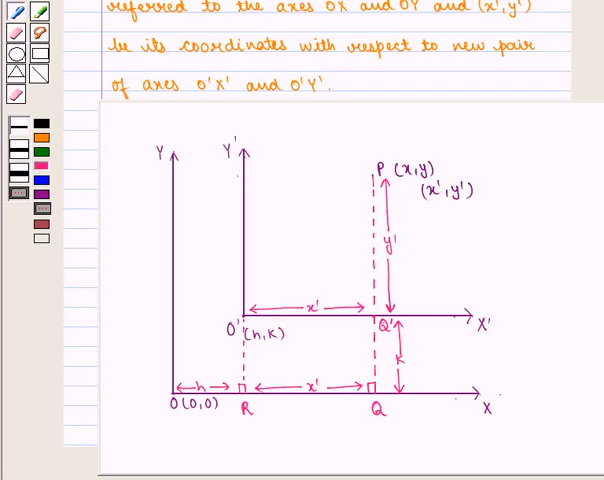 referred to the axes OX and OY and (x',y')
be its coordinates with respect to new pair
of axes O'X' and O'Y'.
Y
Y'
P (x,y)
(x',y')
y'
x'
O' (h,k)
Q'
X'
k
h
x'
O(0,0)
R
Q
X